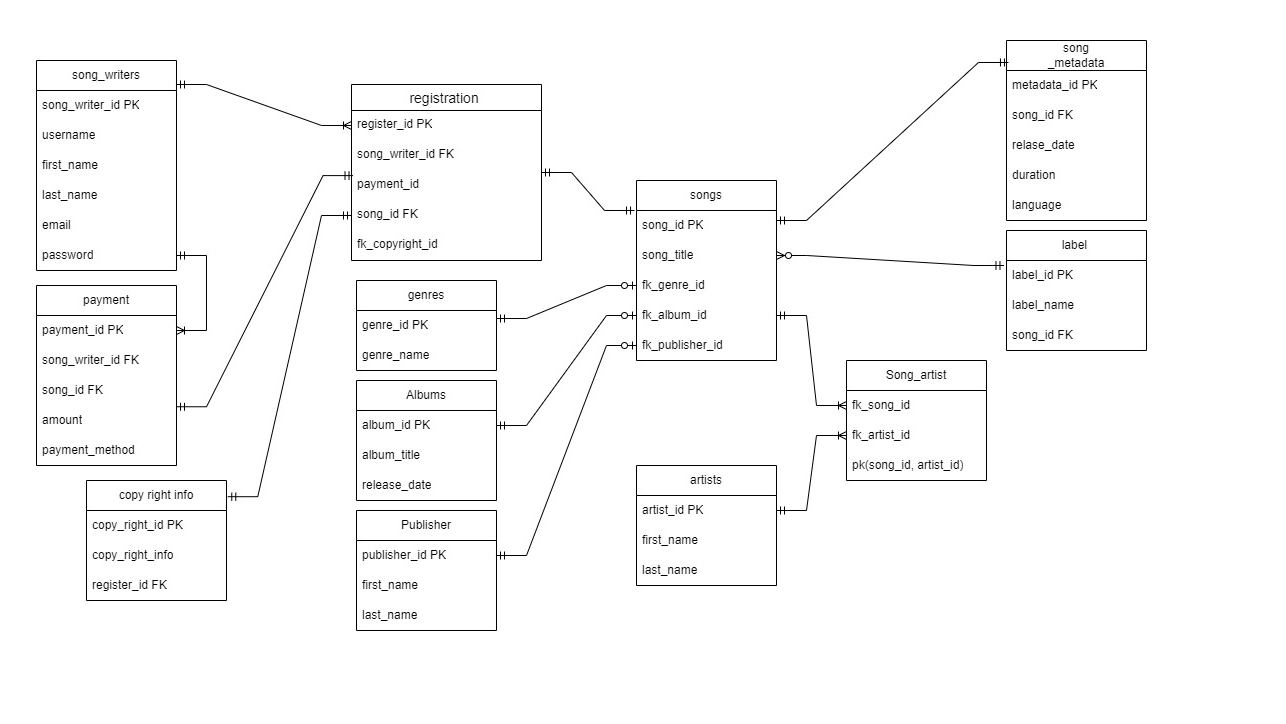 song_writers
song_writer_id PK
username
first_name
last_name
email
password
payment
payment_id PK
song_writer_id FK
song_id FK
amount
payment_method
copy right info
copy_right_id PK
copy_right_info
register_id FK
registration
register_id PK
song_writer_id FK
payment_id
song_id FK
fk_copyright_id
genres
genre_id PK
genre_name
Albums
album_id PK
album_title
release_date
Publisher
publisher_id PK
first_name
last_name
songs
song_id PK
song_title
fk_genre_id
fk_album_id
fk_publisher_id
artists
artist_id PK
first_name
last_name
Song_artist
fk_song_id
fk_artist_id
pk(song_id, artist_id)
song
_metadata
metadata_id PK
song_id FK
relase_date
duration
language
label
label_id PK
label_name
song_id FK